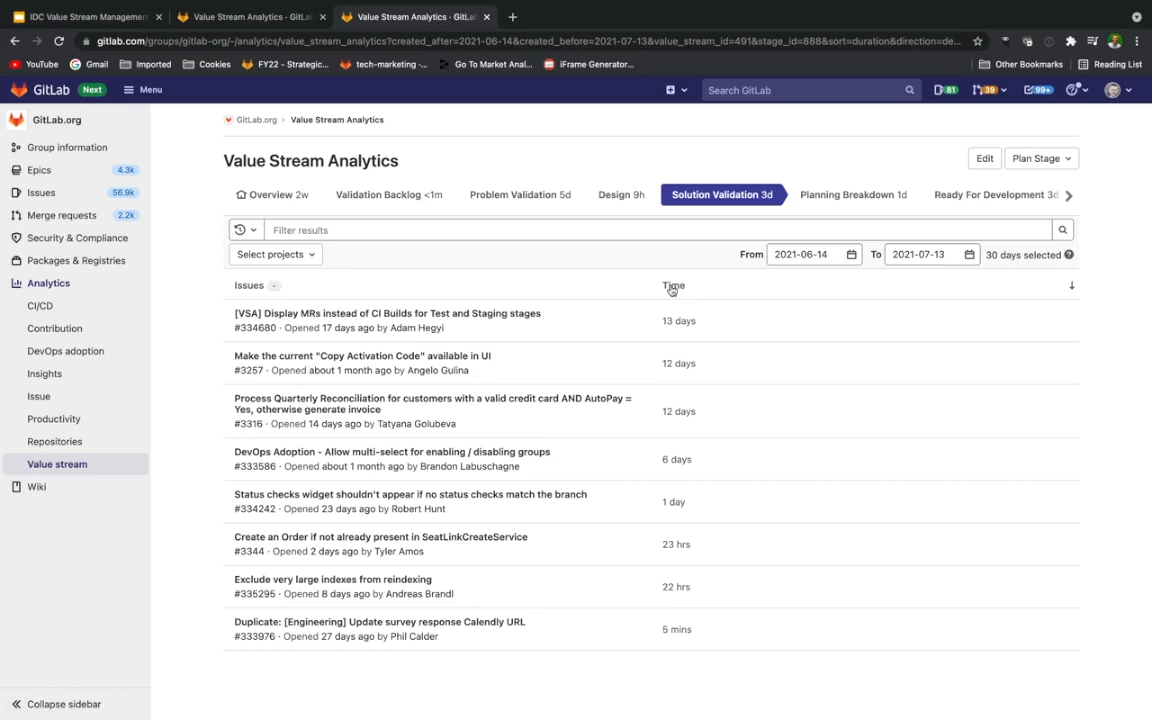 IDC Value Stream Management
Value Stream Analytics · GitLa
Value Stream Analytics · GitLa
gitlab.com/groups/gitlab-org/-/analytics/value_stream_analytics?created_after=2021-06-14&created_before=2021-07-13&value_stream_id=491&stage_id=888&sort=duration&direction=de...
YouTube
Gmail
Imported
Cookies
FY22 - Strategic...
tech-marketing -...
Go To Market Anal...
iFrame Generator...
Other Bookmarks
Reading List
GitLab
Next
Menu
Search GitLab
81
39
99+
GitLab.org
Group information
Epics 4.3k
Issues 56.9k
Merge requests 2.2k
Security & Compliance
Packages & Registries
Analytics
CI/CD
Contribution
DevOps adoption
Insights
Issue
Productivity
Repositories
Value stream
Wiki
Collapse sidebar
GitLab.org › Value Stream Analytics
Value Stream Analytics
Edit
Plan Stage
Overview 2w
Validation Backlog <1m
Problem Validation 5d
Design 9h
Solution Validation 3d
Planning Breakdown 1d
Ready For Development 3d
Filter results
Select projects
From 2021-06-14 To 2021-07-13 30 days selected
Issues - Time
[VSA] Display MRs instead of CI Builds for Test and Staging stages
#334680 · Opened 17 days ago by Adam Hegyi
13 days
Make the current "Copy Activation Code" available in UI
#3257 · Opened about 1 month ago by Angelo Gulina
12 days
Process Quarterly Reconciliation for customers with a valid credit card AND AutoPay =
Yes, otherwise generate invoice
#3316 · Opened 14 days ago by Tatyana Golubeva
12 days
DevOps Adoption - Allow multi-select for enabling / disabling groups
#333586 · Opened about 1 month ago by Brandon Labuschagne
6 days
Status checks widget shouldn't appear if no status checks match the branch
#334242 · Opened 23 days ago by Robert Hunt
1 day
Create an Order if not already present in SeatLinkCreateService
#3344 · Opened 2 days ago by Tyler Amos
23 hrs
Exclude very large indexes from reindexing
#335295 · Opened 8 days ago by Andreas Brandl
22 hrs
Duplicate: [Engineering] Update survey response Calendly URL
#333976 · Opened 27 days ago by Phil Calder
5 mins